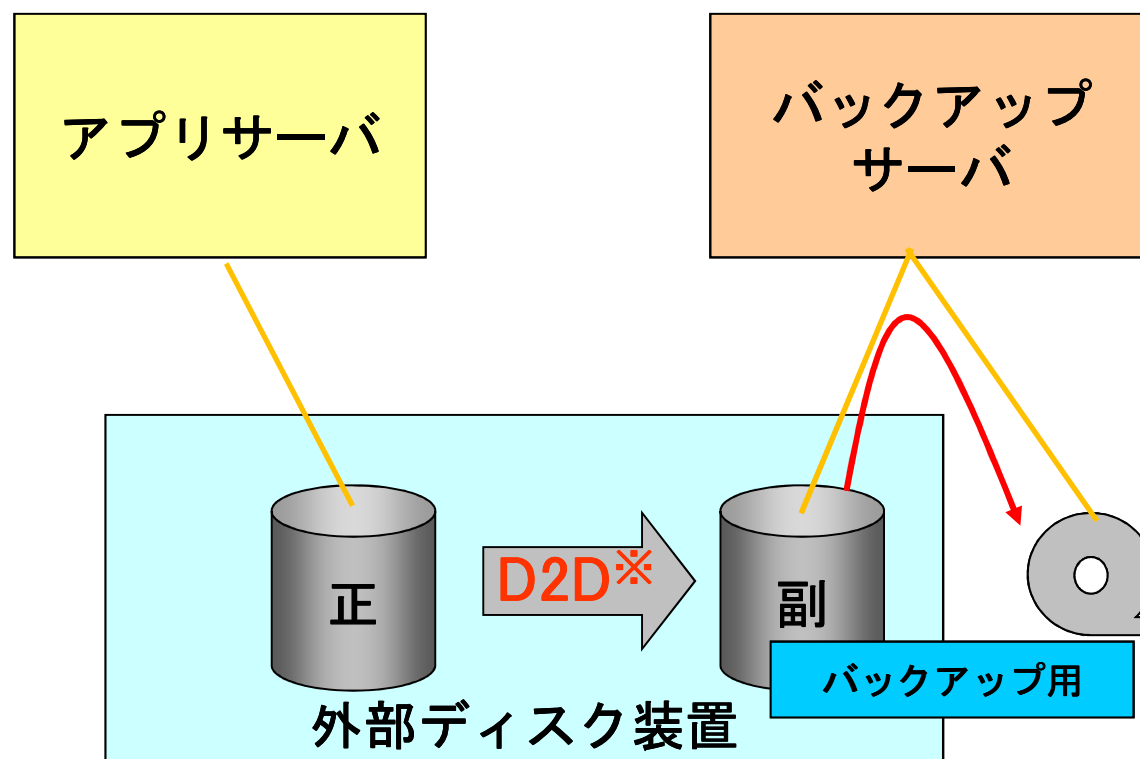 アプリサーバ
バックアップ
サーバ
正
D2D※
副
バックアップ用
外部ディスク装置